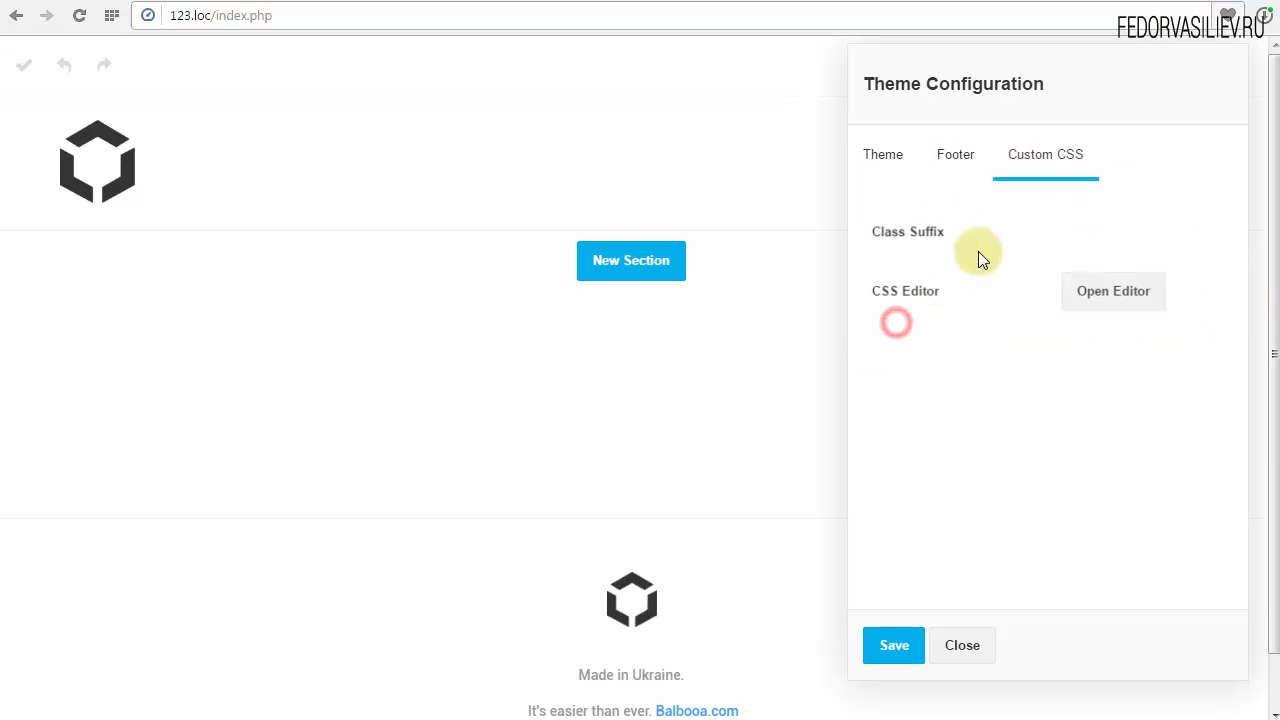 123.loc/index.php
FEDORVASILIEV.RU
Theme Configuration
Theme Footer Custom CSS
Class Suffix
New Section
CSS Editor Open Editor
Save Close
Made in Ukraine.
It's easier than ever. Balbooa.com